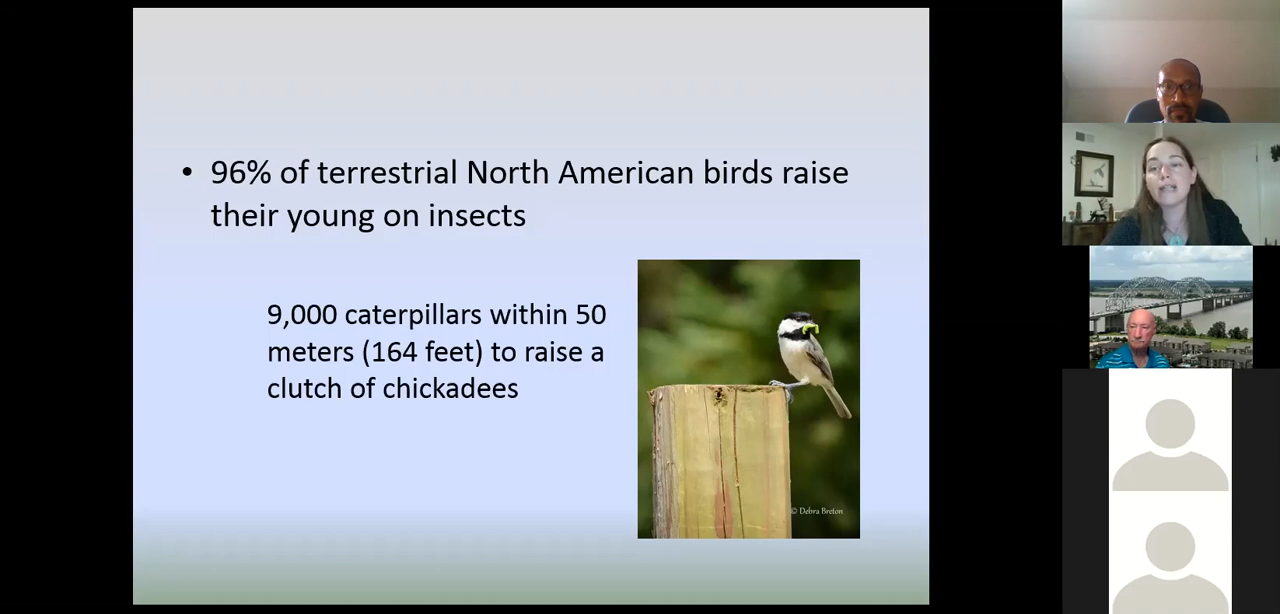 • 96% of terrestrial North American birds raise
their young on insects
9,000 caterpillars within 50
meters (164 feet) to raise a
clutch of chickadees
© Debra Breton